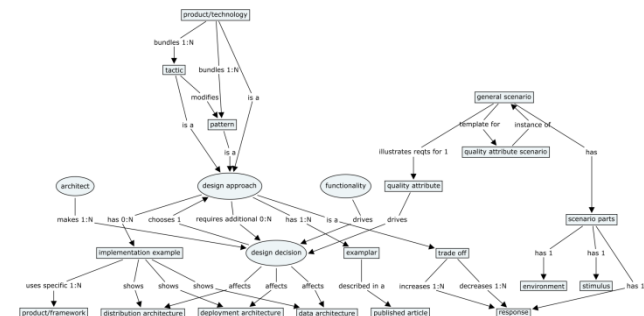 product/technology
bundles 1:N
tactic
bundles 1:N
general scenario
modifies
is a
template for
instance of
pattern
is a
is a
illustrates reqts for 1
quality attribute scenario
has
architect
design approach
functionality
quality attribute
makes 1:N
has 0:N
chooses 1
requires additional 0:N
has 1:N
is a
drives
drives
scenario parts
implementation example
design decision
examplar
trade off
has 1
has 1
environment
stimulus
uses specific 1:N
shows
shows
shows
affects
affects
affects
described in a
increases 1:N
decreases 1:N
has 1
product/framework
distribution architecture
deployment architecture
data architecture
published article
response